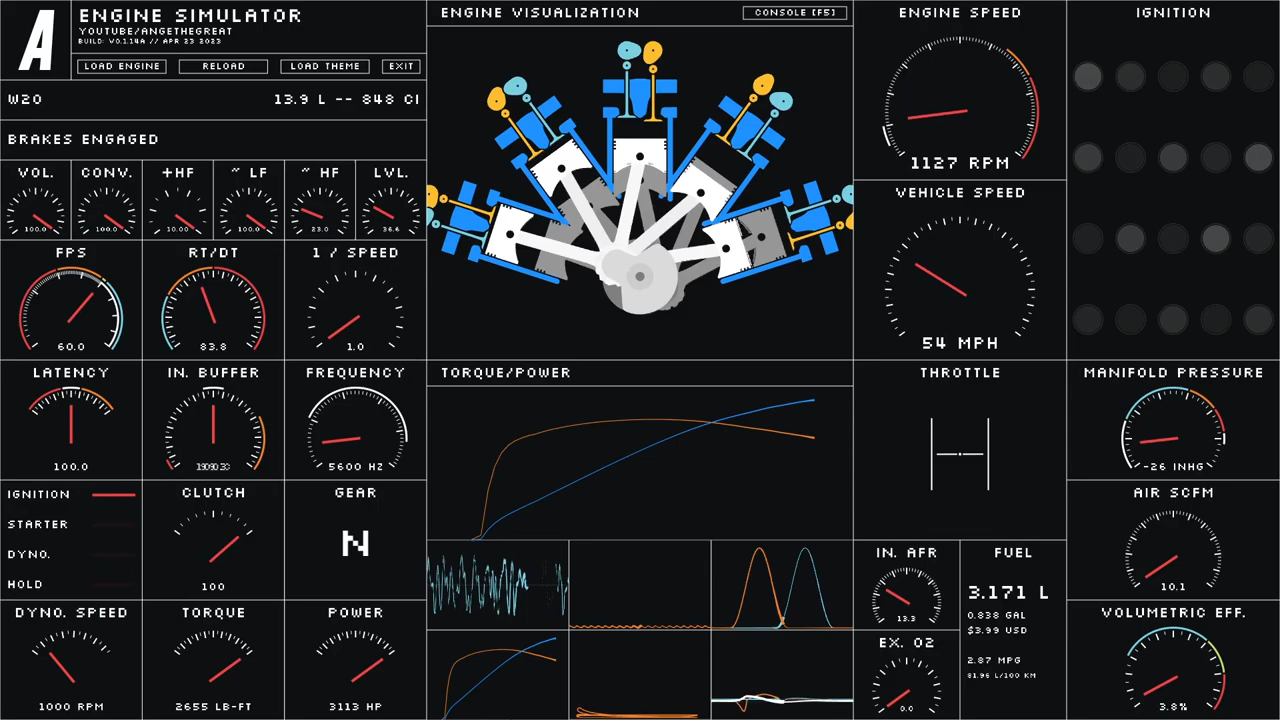 A
ENGINE SIMULATOR
YOUTUBE/ANGETHEGREAT
BUILD: V0.1.14A // APR 23 2023
LOAD ENGINE
RELOAD
LOAD THEME
EXIT
W20
13.9 L -- 848 CI
BRAKES ENGAGED
VOL.
CONV.
+HF
~ LF
~ HF
LVL.
100.0
100.0
10.00
100.0
23.0
36.6
FPS
RT/DT
1 / SPEED
60.0
83.8
1.0
LATENCY
IN. BUFFER
FREQUENCY
100.0
5600 HZ
IGNITION
STARTER
DYNO.
HOLD
CLUTCH
100
GEAR
N
DYNO. SPEED
TORQUE
POWER
1000 RPM
2655 LB-FT
3113 HP
ENGINE VISUALIZATION
CONSOLE [F5]
TORQUE/POWER
ENGINE SPEED
1127 RPM
VEHICLE SPEED
54 MPH
THROTTLE
IN. AFR
13.3
EX. O2
0.0
FUEL
3.171 L
0.838 GAL
$3.99 USD
2.87 MPG
81.96 L/100 KM
IGNITION
MANIFOLD PRESSURE
-26 INHG
AIR SCFM
10.1
VOLUMETRIC EFF.
3.8%